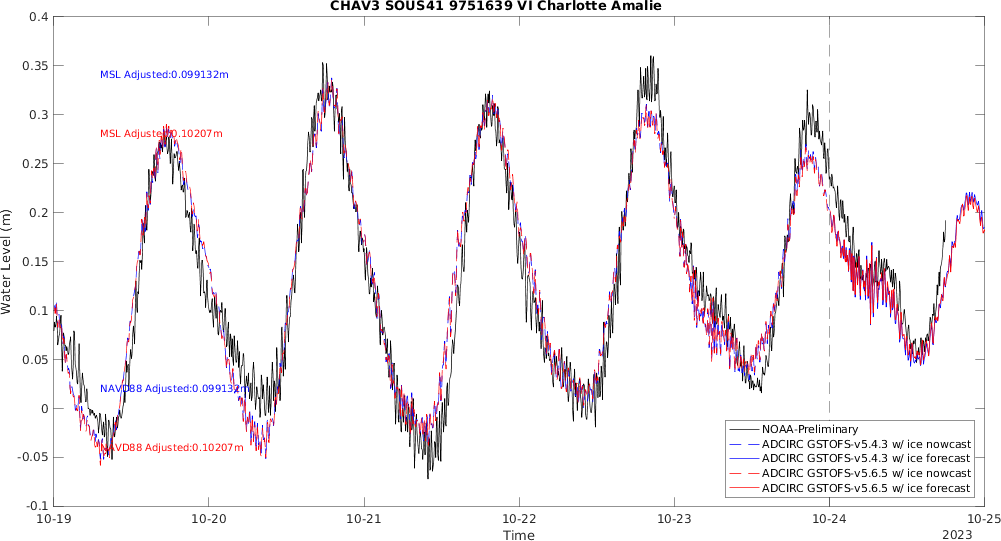 CHAV3 SOUS41 9751639 VI Charlotte Amalie
0.4
0.35
0.3
0.25
0.2
0.15
0.1
0.05
0
-0.05
-0.1
Water Level (m)
MSL Adjusted:0.099132m
MSL Adjusted:0.10207m
NAVD88 Adjusted:0.099132m
NAVD88 Adjusted:0.10207m
NOAA-Preliminary
ADCIRC GSTOFS-v5.4.3 w/ ice nowcast
ADCIRC GSTOFS-v5.4.3 w/ ice forecast
ADCIRC GSTOFS-v5.6.5 w/ ice nowcast
ADCIRC GSTOFS-v5.6.5 w/ ice forecast
10-19 10-20 10-21 10-22 10-23 10-24 10-25
Time
2023